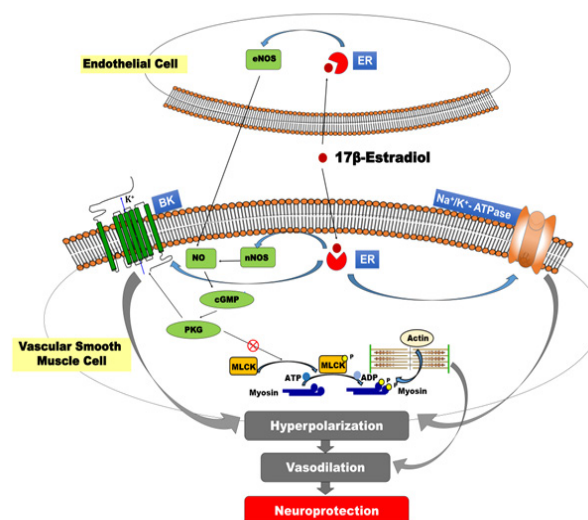 Endothelial Cell
eNOS
ER
17β-Estradiol
K+
BK
Na+/K+- ATPase
NO
nNOS
ER
cGMP
PKG
Vascular Smooth
Muscle Cell
MLCK
MLCK
P
Actin
ATP
ADP
P
P
Myosin
Myosin
Hyperpolarization
Vasodilation
Neuroprotection